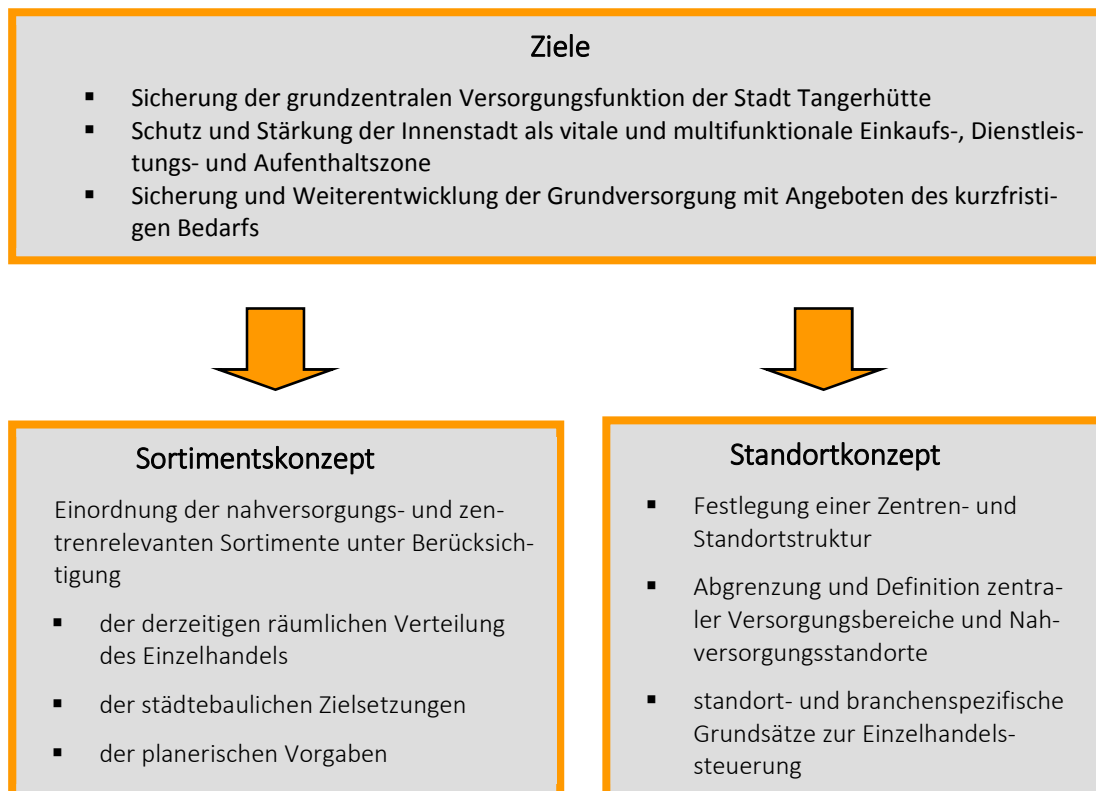 Ziele
▪ Sicherung der grundzentralen Versorgungsfunktion der Stadt Tangerhütte
▪ Schutz und Stärkung der Innenstadt als vitale und multifunktionale Einkaufs-, Dienstleis-
tungs- und Aufenthaltszone
▪ Sicherung und Weiterentwicklung der Grundversorgung mit Angeboten des kurzfristi-
gen Bedarfs
Sortimentskonzept
Einordnung der nahversorgungs- und zen-
trenrelevanten Sortimente unter Berücksich-
tigung
▪ der derzeitigen räumlichen Verteilung
des Einzelhandels
▪ der städtebaulichen Zielsetzungen
▪ der planerischen Vorgaben
Standortkonzept
▪ Festlegung einer Zentren- und
Standortstruktur
▪ Abgrenzung und Definition zentra-
ler Versorgungsbereiche und Nah-
versorgungsstandorte
▪ standort- und branchenspezifische
Grundsätze zur Einzelhandels-
steuerung